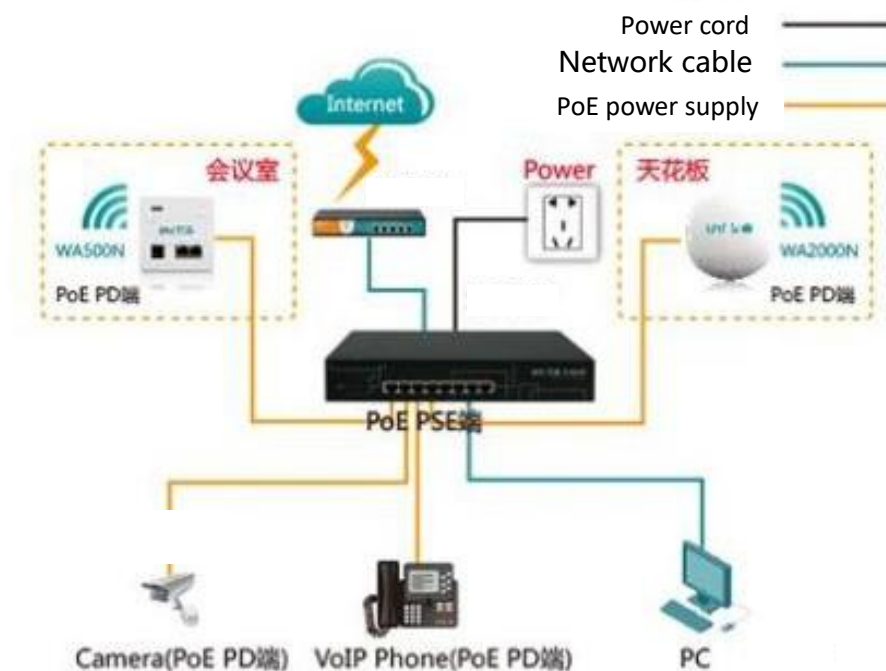 Power cord
Network cable
PoE power supply
Internet
会议室
Power
天花板
WA500N
WA2000N
PoE PD端
PoE PD端
PoE PSE端
Camera(PoE PD端)
VoIP Phone(PoE PD端)
PC